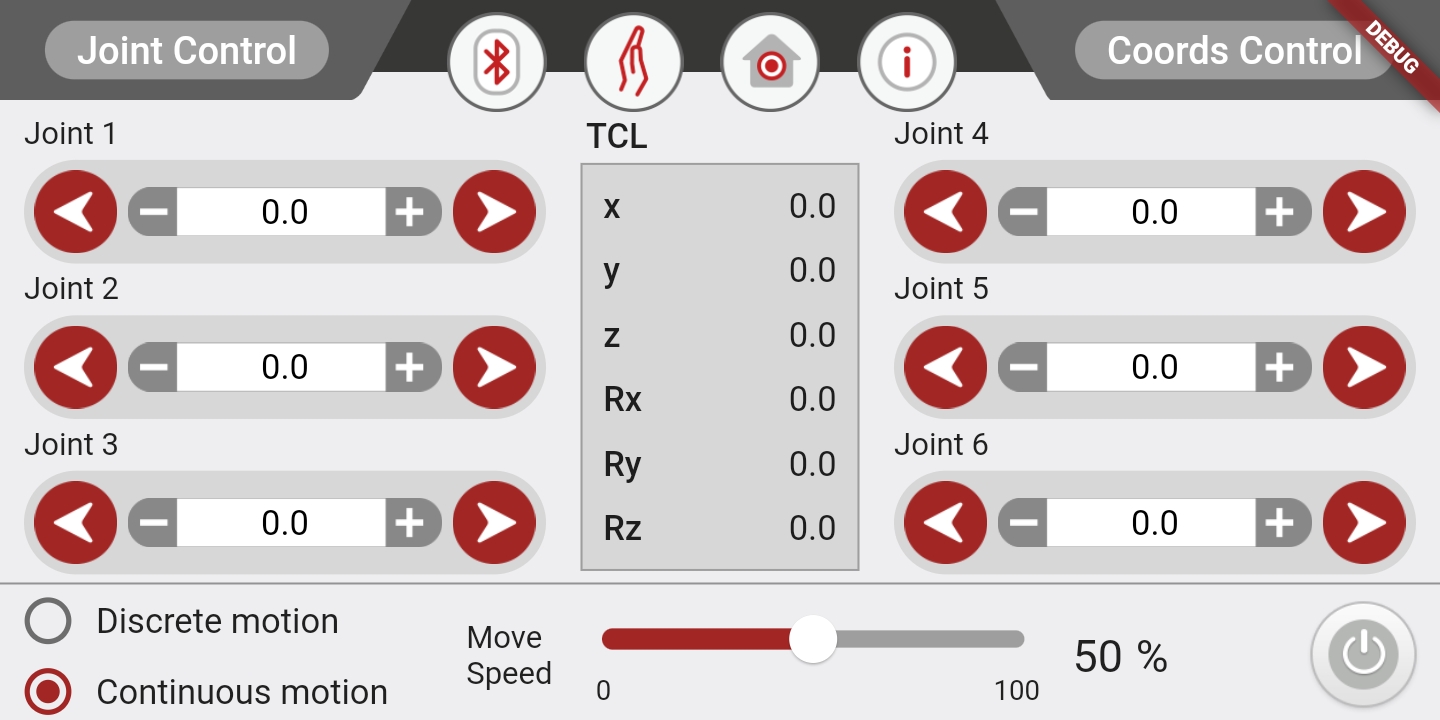 Joint Control
Coords Control
DEBUG
Joint 1
0.0
Joint 2
0.0
Joint 3
0.0
TCL
x 0.0
y 0.0
z 0.0
Rx 0.0
Ry 0.0
Rz 0.0
Joint 4
0.0
Joint 5
0.0
Joint 6
0.0
Discrete motion
Continuous motion
Move
Speed
0 100
50 %